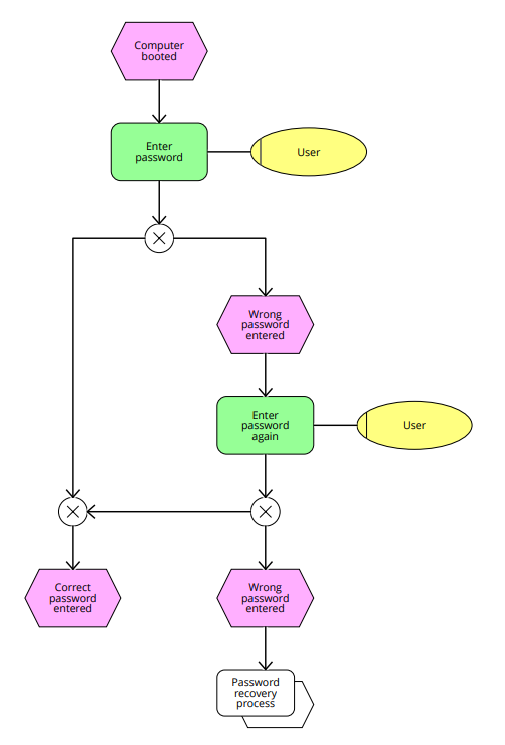 Computer
booted
Enter
password
User
Wrong
password
entered
Enter
password
again
User
Correct
password
entered
Wrong
password
entered
Password
recovery
process